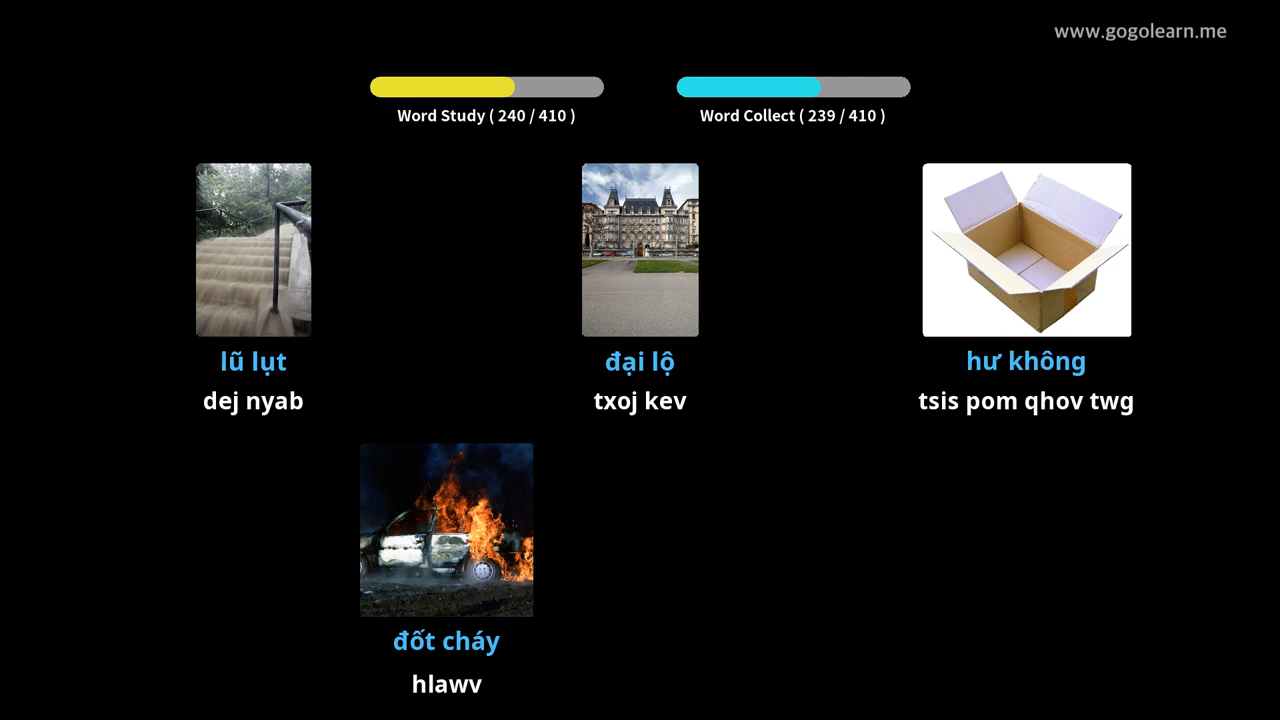 www.gogolearn.me
Word Study ( 240 / 410 )
Word Collect ( 239 / 410 )
lũ lụt
dej nyab
đại lộ
txoj kev
hư không
tsis pom qhov twg
đốt cháy
hlawv